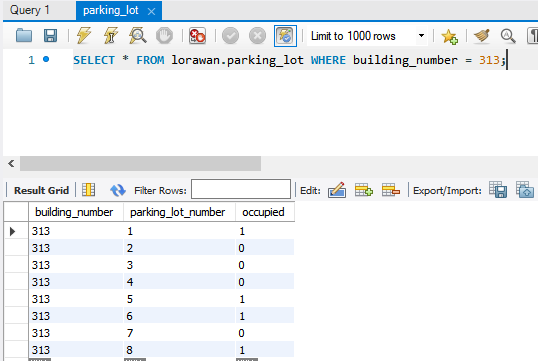 Query 1 parking_lot
Limit to 1000 rows
1 SELECT * FROM lorawan.parking_lot WHERE building_number = 313;
Result Grid Filter Rows: Edit: Export/Import:
building_number parking_lot_number occupied
313 1 1
313 2 0
313 3 0
313 4 0
313 5 1
313 6 1
313 7 0
313 8 1